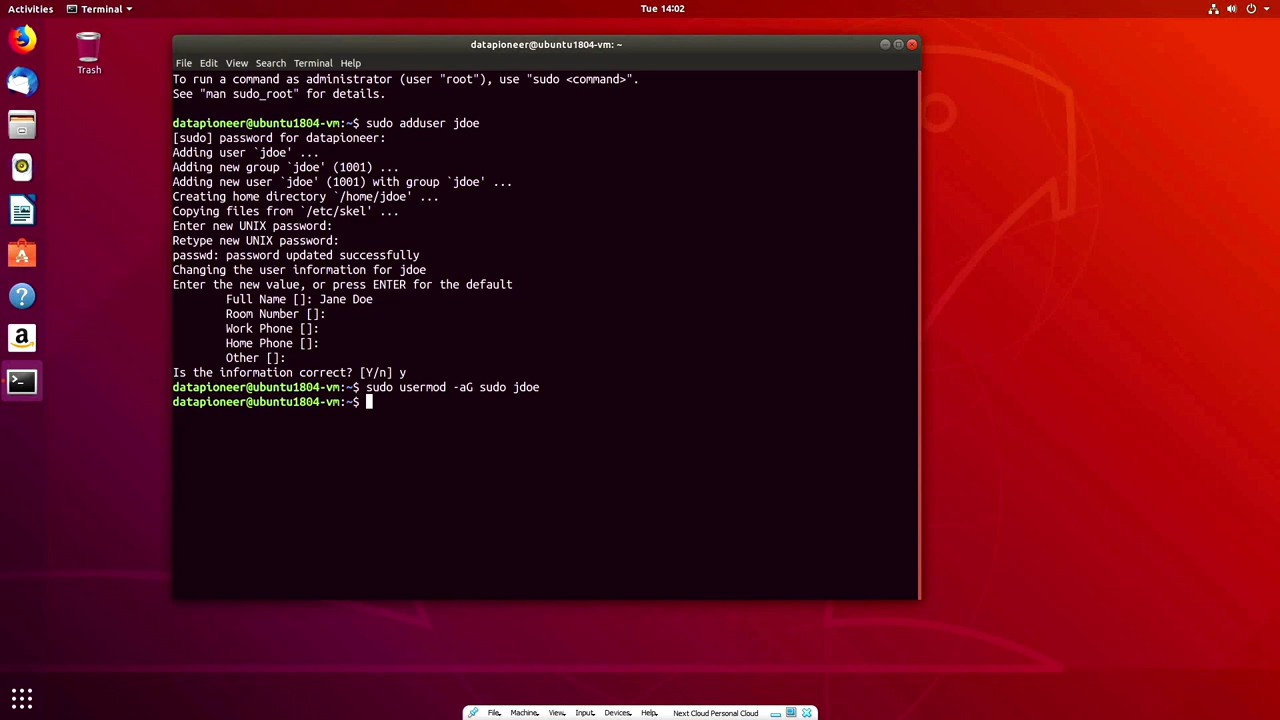 Activities
Terminal
Tue 14:02
Trash
datapioneer@ubuntu1804-vm: ~
File Edit View Search Terminal Help
To run a command as administrator (user "root"), use "sudo <command>".
See "man sudo_root" for details.
datapioneer@ubuntu1804-vm:~$ sudo adduser jdoe
[sudo] password for datapioneer:
Adding user `jdoe' ...
Adding new group `jdoe' (1001) ...
Adding new user `jdoe' (1001) with group `jdoe' ...
Creating home directory `/home/jdoe' ...
Copying files from `/etc/skel' ...
Enter new UNIX password:
Retype new UNIX password:
passwd: password updated successfully
Changing the user information for jdoe
Enter the new value, or press ENTER for the default
Full Name []: Jane Doe
Room Number []:
Work Phone []:
Home Phone []:
Other []:
Is the information correct? [Y/n] y
datapioneer@ubuntu1804-vm:~$ sudo usermod -aG sudo jdoe
datapioneer@ubuntu1804-vm:~$
File Machine View Input Devices Help Next Cloud Personal Cloud